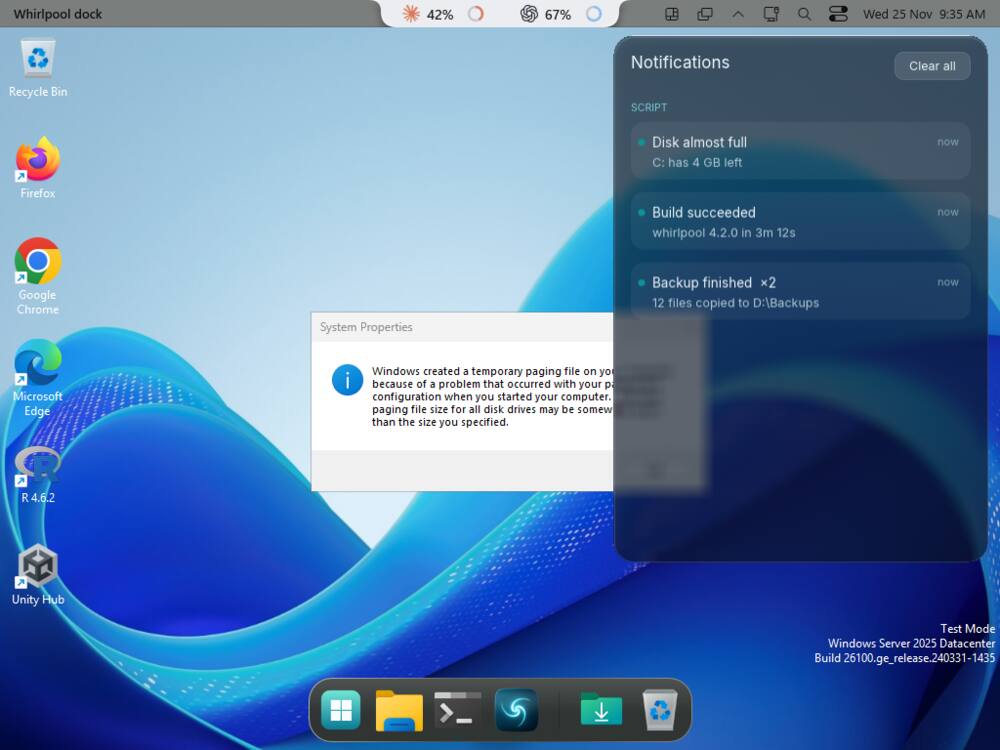 Whirlpool dock
42%
67%
Wed 25 Nov 9:35 AM
Recycle Bin
Firefox
Google
Chrome
Microsoft
Edge
R 4.6.2
Unity Hub
System Properties
Windows created a temporary paging file on
because of a problem that occurred with your
configuration when you started your computer.
paging file size for all disk drives may be
than the size you specified.
Notifications
Clear all
SCRIPT
Disk almost full
now
C: has 4 GB left
Build succeeded
now
whirlpool 4.2.0 in 3m 12s
Backup finished ×2
now
12 files copied to D:\Backups
Test Mode
Windows Server 2025 Datacenter
Build 26100.ge_release.240331-1435